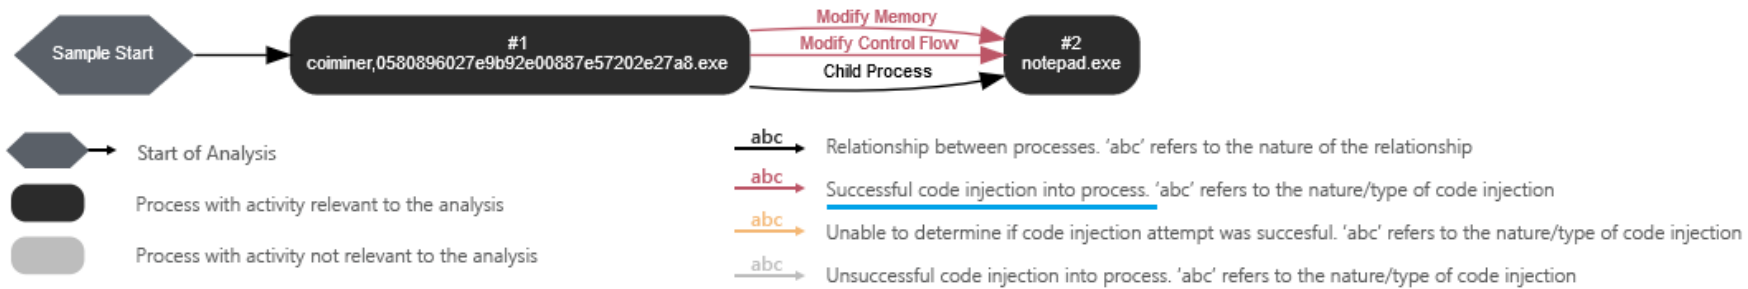 Sample Start
#1
coiminer,0580896027e9b92e00887e57202e27a8.exe
Modify Memory
Modify Control Flow
Child Process
#2
notepad.exe
Start of Analysis
Process with activity relevant to the analysis
Process with activity not relevant to the analysis
abc
Relationship between processes. ‘abc’ refers to the nature of the relationship
abc
Successful code injection into process. ‘abc’ refers to the nature/type of code injection
abc
Unable to determine if code injection attempt was succesful. ‘abc’ refers to the nature/type of code injection
abc
Unsuccessful code injection into process. ‘abc’ refers to the nature/type of code injection